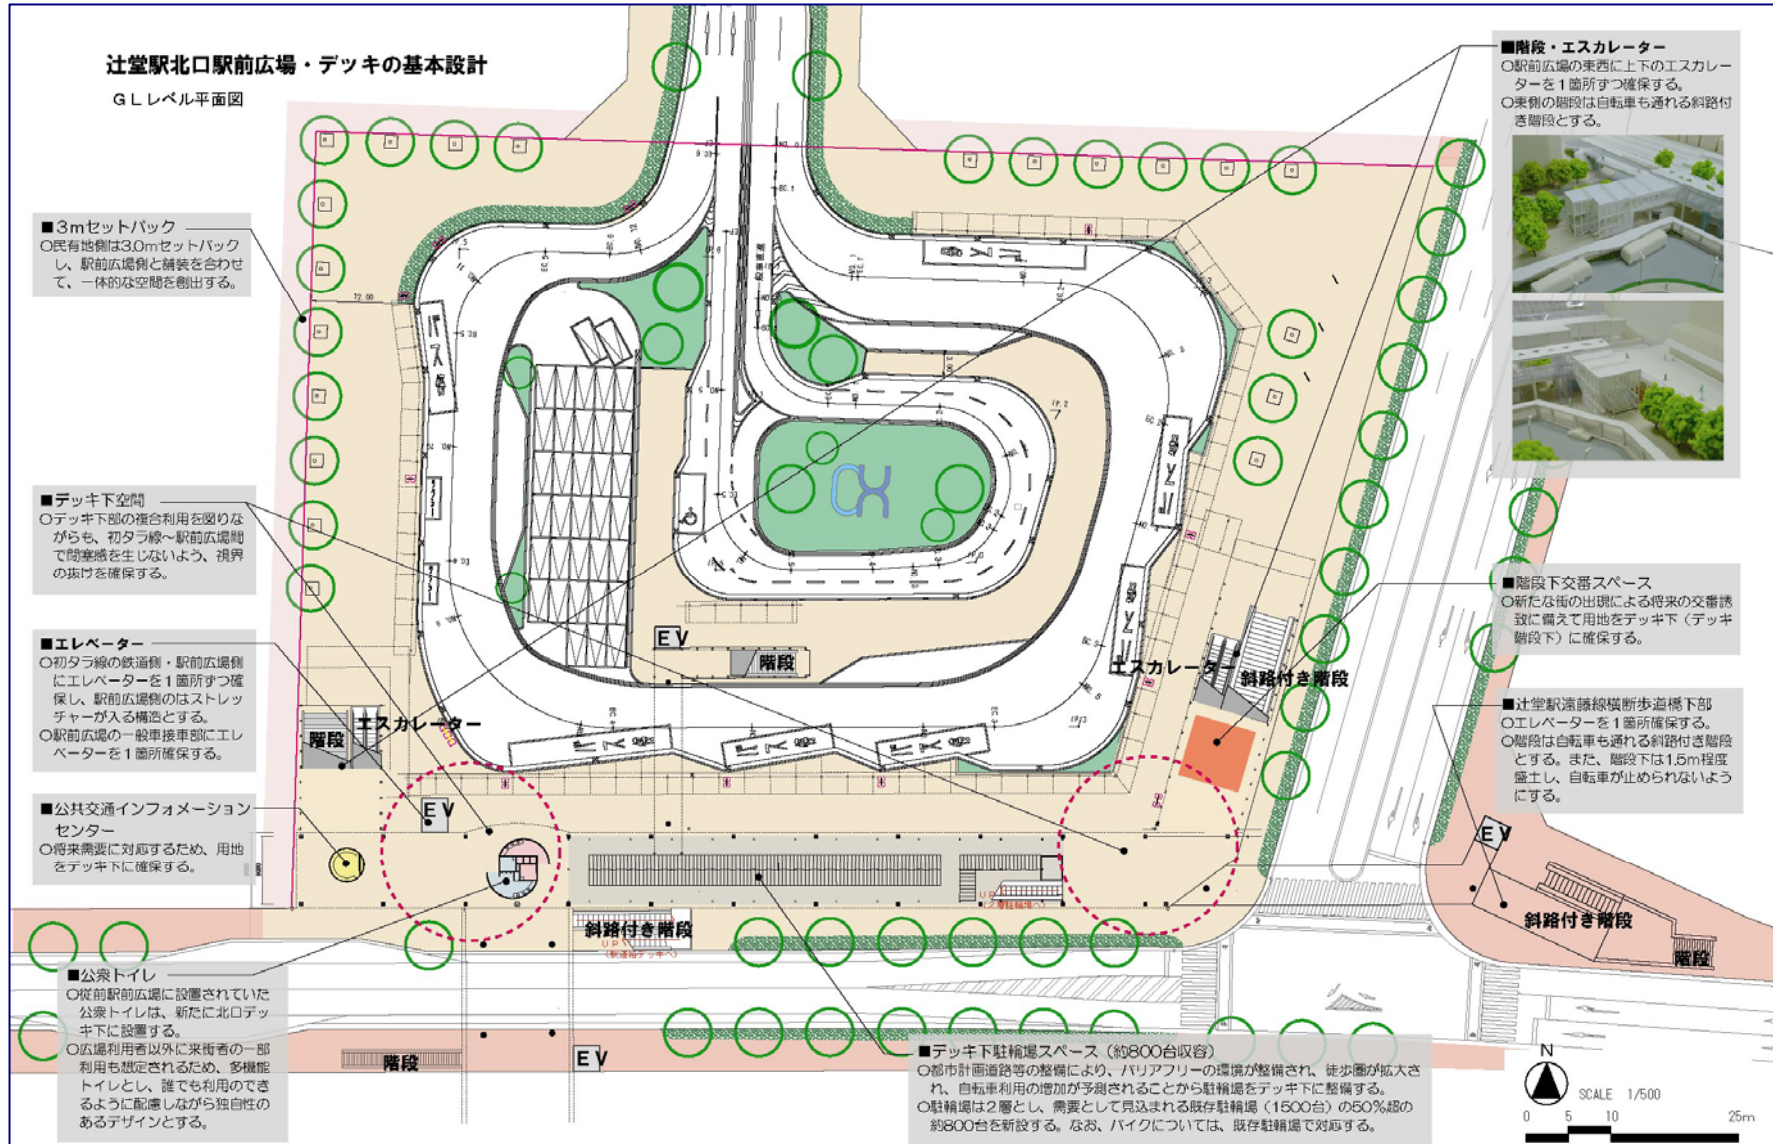 辻堂駅北口駅前広場・デッキの基本設計
GLレベル平面図
■階段・エスカレーター
○駅前広場の東西に上下のエスカレー
ターを1箇所ずつ確保する。
○東側の階段は自転車も通れる斜路付
き階段とする。
■3mセットバック
○民有地側は3.0mセットバック
し、駅前広場側と舗装を合わせ
て、一体的な空間を創出する。
■デッキ下空間
○デッキ下部の複合利用を図りな
がらも、初タラ線〜駅前広場間
で閉塞感を生じないよう、視界
の抜けを確保する。
■エレベーター
○初タラ線の鉄道側・駅前広場側
にエレベーターを1箇所ずつ確
保し、駅前広場側のはストレッ
チャーが入る構造とする。
○駅前広場の一般車接車部にエレ
ベーターを1箇所確保する。
■公共交通インフォメーション
センター
○将来需要に対応するため、用地
をデッキ下に確保する。
■公衆トイレ
○従前駅前広場に設置されていた
公衆トイレは、新たに北口デッ
キ下に設置する。
○広場利用者以外に来街者の一部
利用も想定されるため、多機能
トイレとし、誰でも利用のでき
るように配慮しながら独自性の
あるデザインとする。
■階段下交番スペース
○新たな街の出現による将来の交番誘
致に備えて用地をデッキ下（デッキ
階段下）に確保する。
■辻堂駅遠藤線横断歩道橋下部
○エレベーターを1箇所確保する。
○階段は自転車も通れる斜路付き階段
とする。また、階段下は1.5m程度
盛土し、自転車が止められないよう
にする。
■デッキ下駐輪場スペース（約800台収容）
○都市計画道路等の整備により、バリアフリーの環境が整備され、徒歩圏が拡大さ
れ、自転車利用の増加が予測されることから駐輪場をデッキ下に整備する。
○駐輪場は2層とし、需要として見込まれる既存駐輪場（1500台）の50%超の
約800台を新設する。なお、バイクについては、既存駐輪場で対応する。
EV
階段
エスカレーター
斜路付き階段
エスカレーター
階段
EV
EV
斜路付き階段
階段
斜路付き階段
UP
階段
EV
12.00
バス
バス
バス
バス
バス
バス
バス
タクシー
タクシー
N
SCALE 1/500
0 5 10 25m